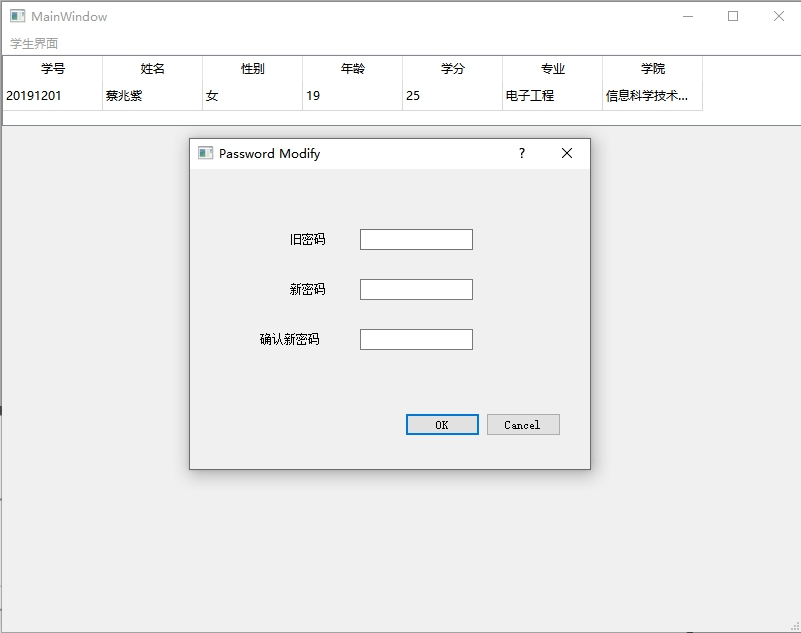 MainWindow
学生界面
学号 姓名 性别 年龄 学分 专业 学院
20191201 蔡兆紫 女 19 25 电子工程 信息科学技术...
Password Modify ?
旧密码
新密码
确认新密码
OK Cancel